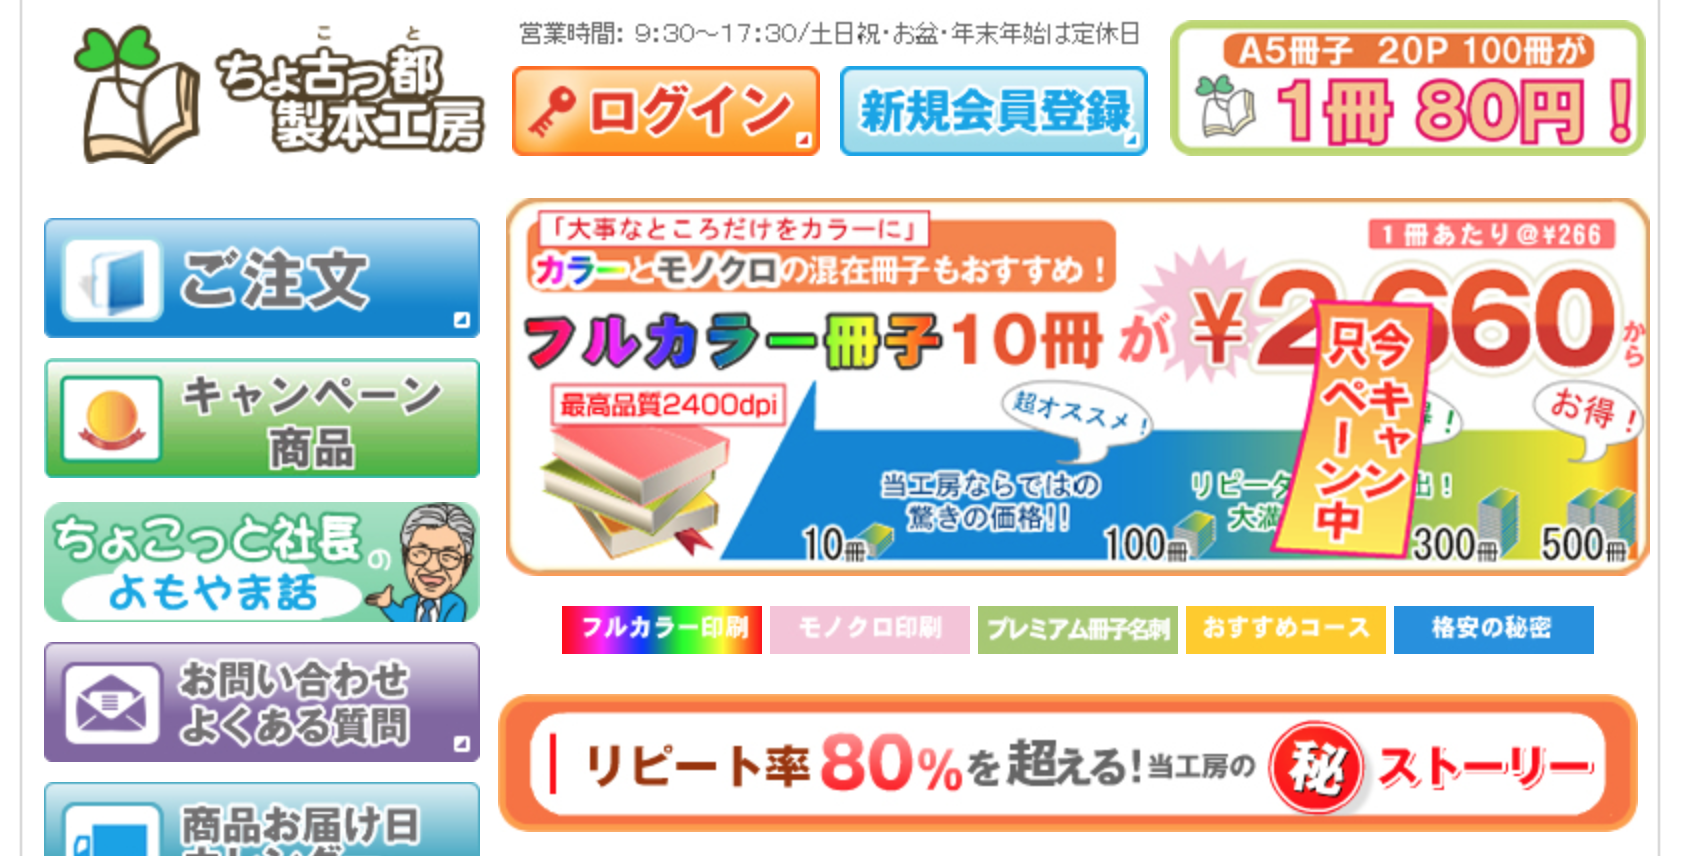 こ と
ちょ古っ都
製本工房
営業時間: 9:30～17:30/土日祝・お盆・年末年始は定休日
ログイン
新規会員登録
A5冊子 20P 100冊が
1冊 80円！
ご注文
キャンペーン
商品
ちょこっと社長の
よもやま話
お問い合わせ
よくある質問
商品お届け日
「大事なところだけをカラーに」
カラーとモノクロの混在冊子もおすすめ！
1冊あたり@¥266
フルカラー冊子10冊が
¥2,660から
今キャンペーン中
只
最高品質2400dpi
超オススメ！
お得！
当工房ならではの
驚きの価格!!
リピータ
大満
出！
10冊
100冊
300冊
500冊
フルカラー印刷
モノクロ印刷
プレミアム冊子名刺
おすすめコース
格安の秘密
リピート率80%を超える!当工房の㊙ストーリー